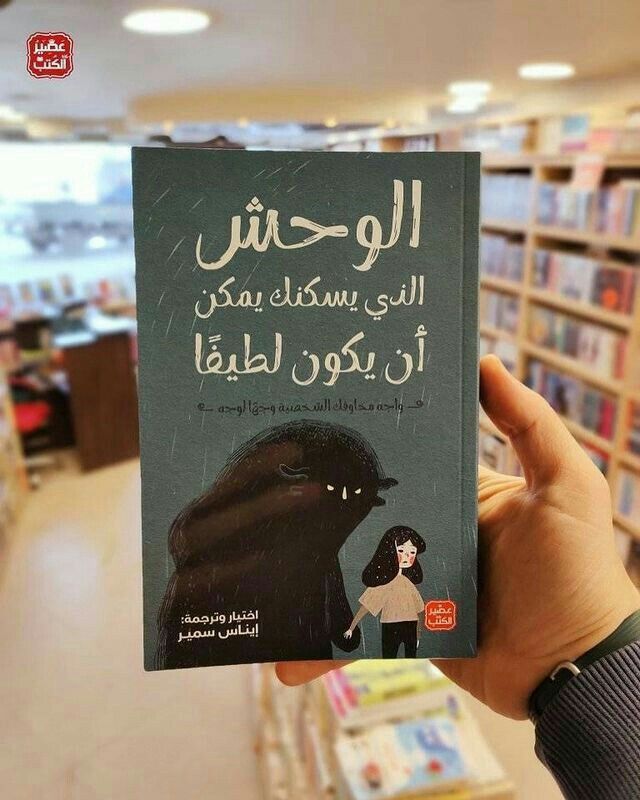 عصير
الكتب
الوحش
الذي يسكنك يمكن
أن يكون لطيفًا
واجه مخاوفك الشخصية وجهًا لوجه
اختيار وترجمة:
إيناس سمير
عصير
الكتب